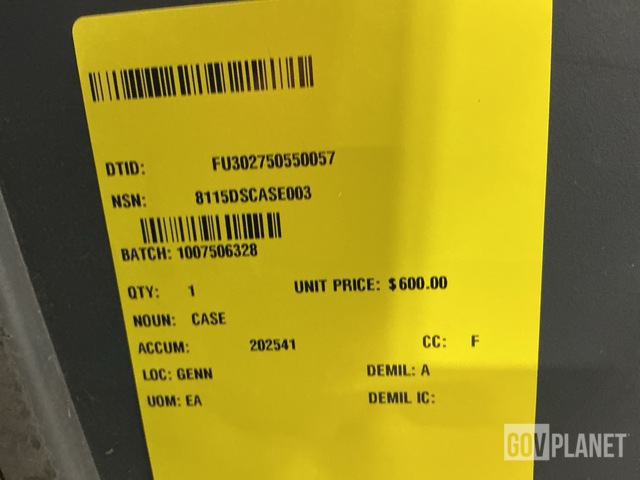 DTID: FU302750550057
NSN: 8115DSCASE003
BATCH: 1007506328
QTY: 1 UNIT PRICE: $600.00
NOUN: CASE
ACCUM: 202541 CC: F
LOC: GENN DEMIL: A
UOM: EA DEMIL IC:
GOVPLANET